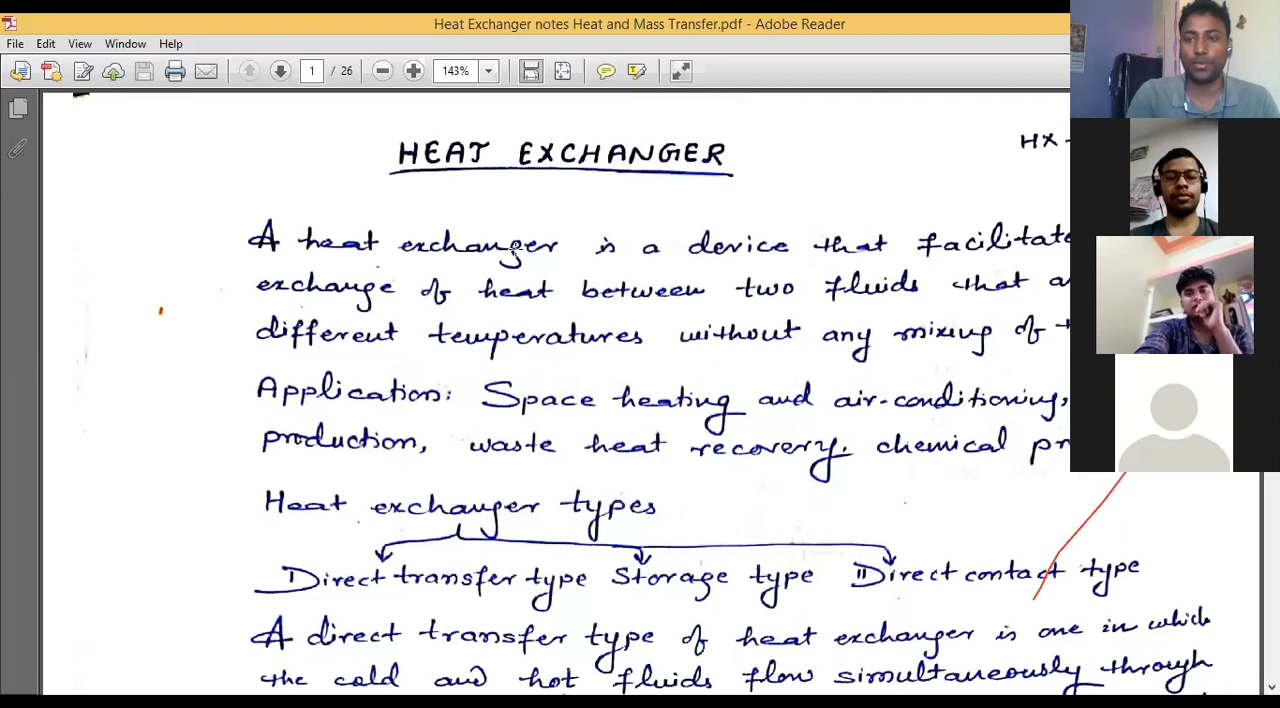 Heat Exchanger notes Heat and Mass Transfer.pdf - Adobe Reader
File Edit View Window Help
1 / 26 143%
HEAT EXCHANGER
HX-
A heat exchanger is a device that facilitate
exchange of heat between two fluids that
different temperatures without any mixing of
Application: Space heating and air-conditioning,
production, waste heat recovery, chemical
Heat exchanger types
Direct transfer type Storage type Direct contact type
A direct transfer type of heat exchanger is one in which
the cold and hot fluids flow simultaneously through